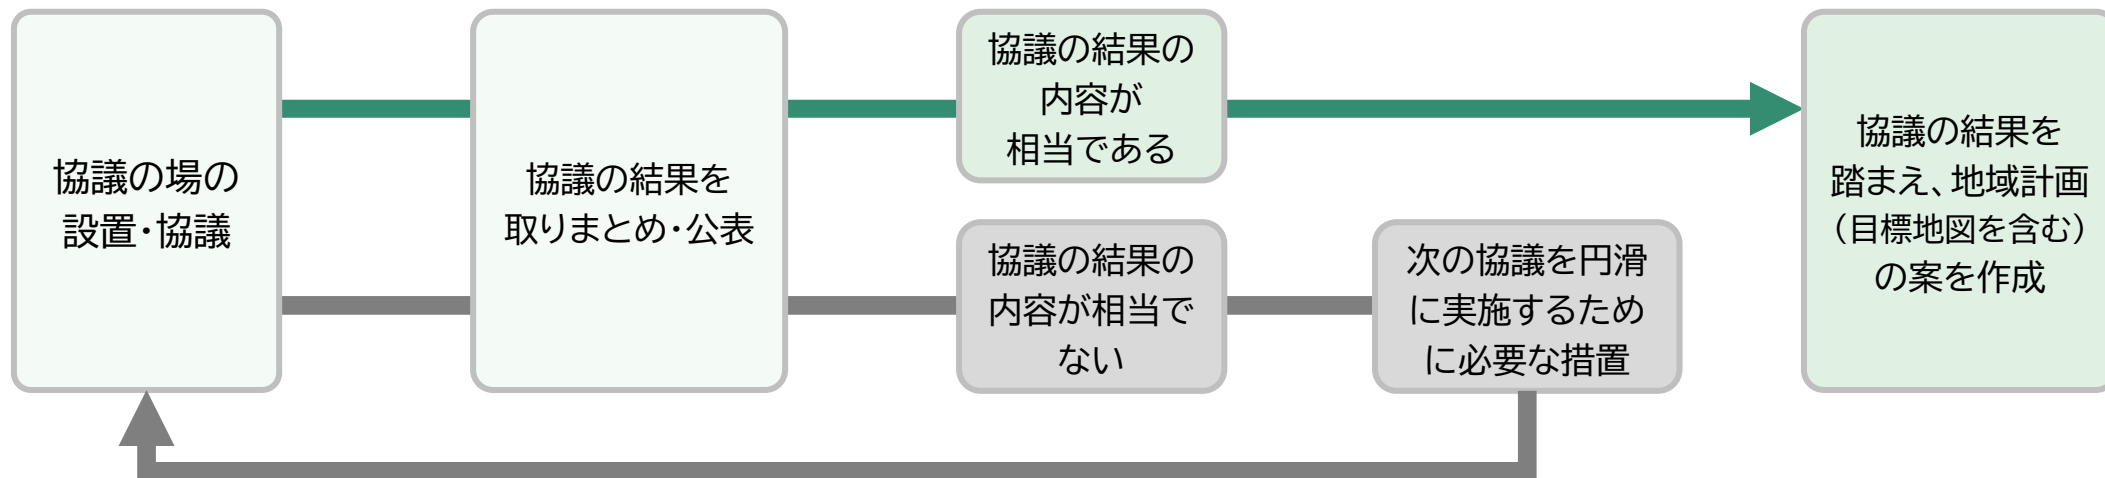 協議の場の
設置・協議
協議の結果を
取りまとめ・公表
協議の結果の
内容が
相当である
協議の結果の
内容が相当で
ない
次の協議を円滑
に実施するため
に必要な措置
協議の結果を
踏まえ、地域計画
（目標地図を含む）
の案を作成